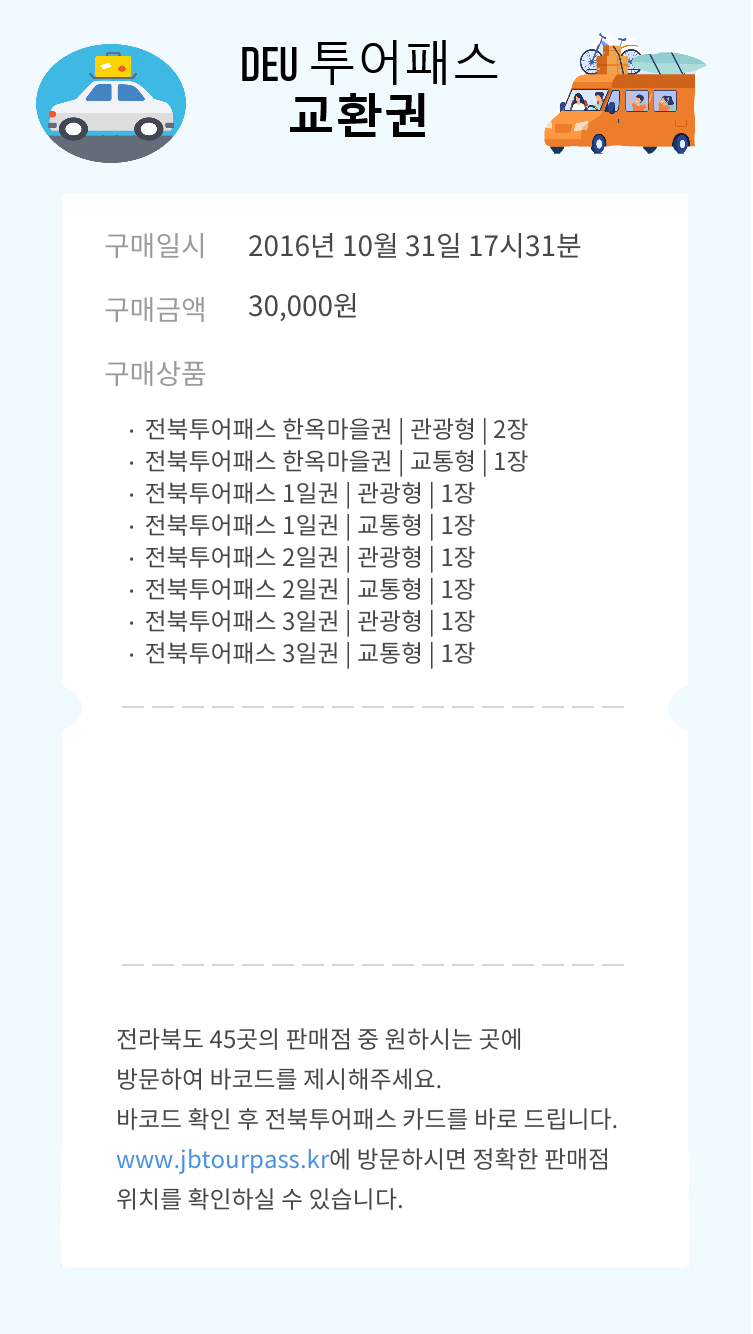 DEU 투어패스
교환권
구매일시 2016년 10월 31일 17시31분
구매금액 30,000원
구매상품
· 전북투어패스 한옥마을권 | 관광형 | 2장
· 전북투어패스 한옥마을권 | 교통형 | 1장
· 전북투어패스 1일권 | 관광형 | 1장
· 전북투어패스 1일권 | 교통형 | 1장
· 전북투어패스 2일권 | 관광형 | 1장
· 전북투어패스 2일권 | 교통형 | 1장
· 전북투어패스 3일권 | 관광형 | 1장
· 전북투어패스 3일권 | 교통형 | 1장
전라북도 45곳의 판매점 중 원하시는 곳에
방문하여 바코드를 제시해주세요.
바코드 확인 후 전북투어패스 카드를 바로 드립니다.
www.jbtourpass.kr에 방문하시면 정확한 판매점
위치를 확인하실 수 있습니다.